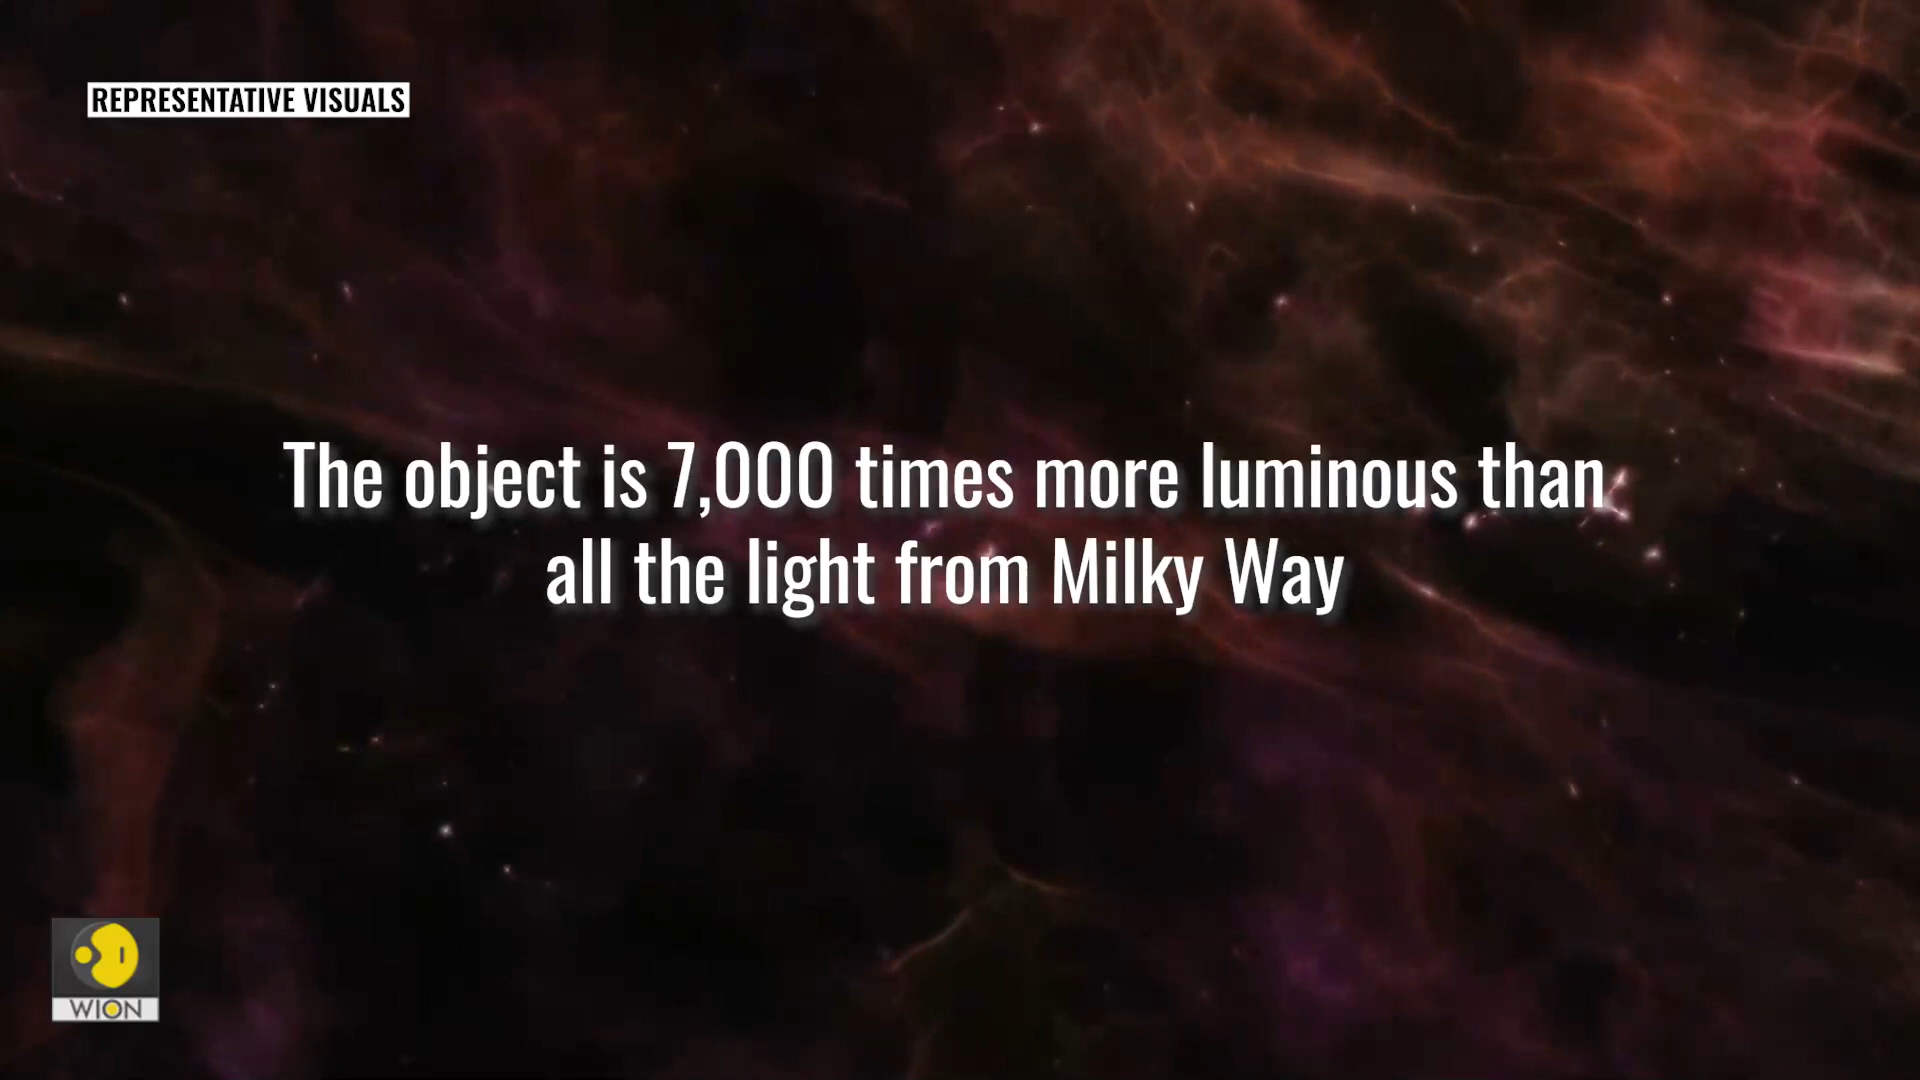 REPRESENTATIVE VISUALS
The object is 7,000 times more luminous than
all the light from Milky Way
WION